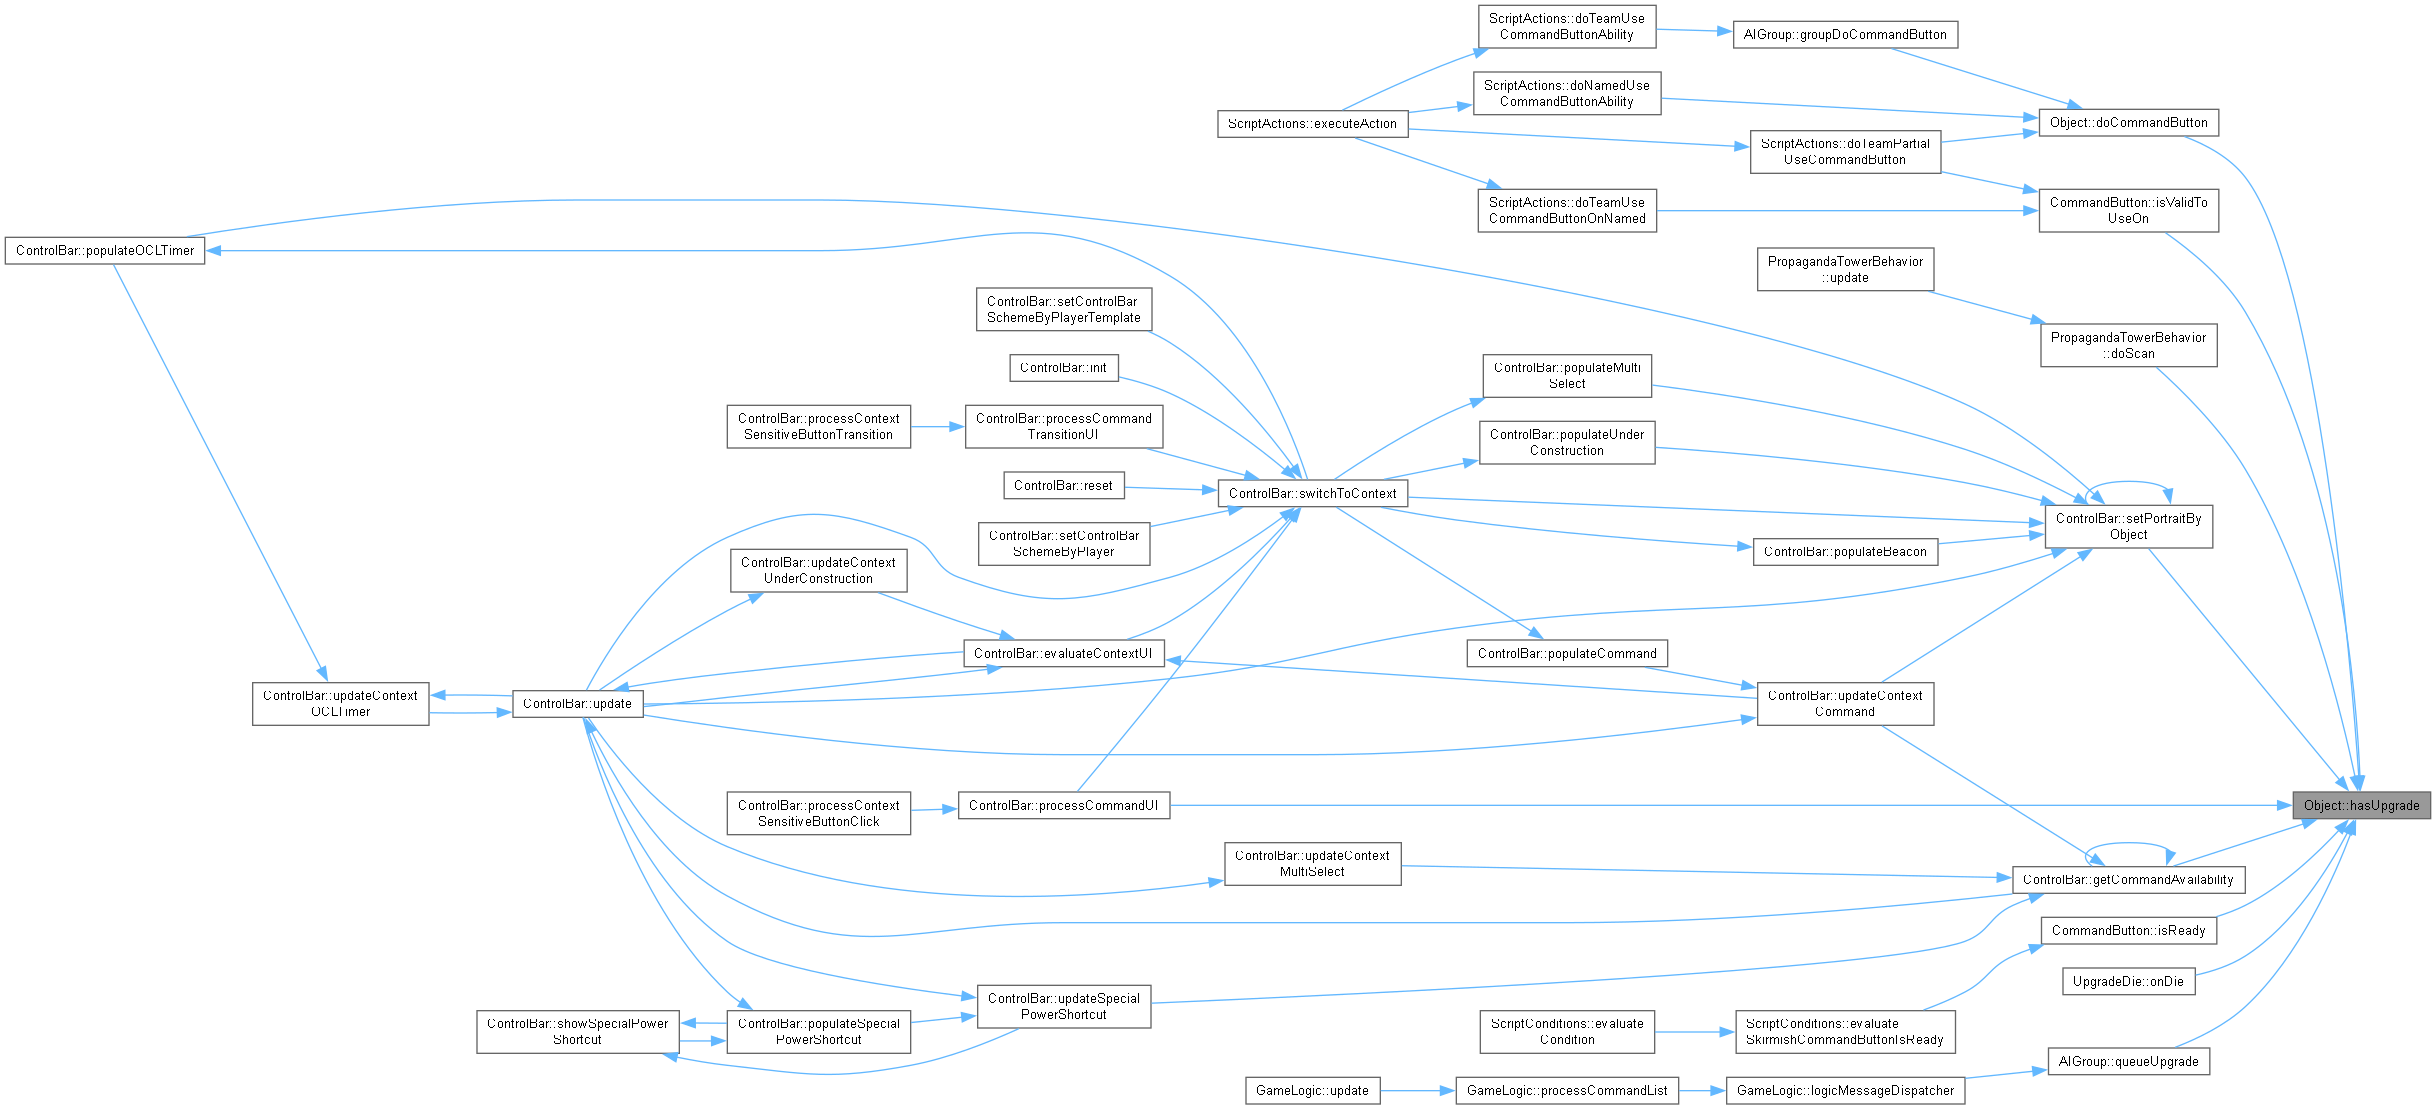 ScriptActions::doTeamUse
CommandButtonAbility
AIGroup::groupDoCommandButton
ScriptActions::doNamedUse
CommandButtonAbility
ScriptActions::executeAction
Object::doCommandButton
ScriptActions::doTeamPartial
UseCommandButton
ScriptActions::doTeamUse
CommandButtonOnNamed
CommandButton::isValidTo
UseOn
ControlBar::populateOCLTimer
PropagandaTowerBehavior
::update
ControlBar::setControlBar
SchemeByPlayerTemplate
PropagandaTowerBehavior
::doScan
ControlBar::init
ControlBar::populateMulti
Select
ControlBar::processContext
SensitiveButtonTransition
ControlBar::processCommand
TransitionUI
ControlBar::populateUnder
Construction
ControlBar::reset
ControlBar::switchToContext
ControlBar::setPortraitBy
Object
ControlBar::setControlBar
SchemeByPlayer
ControlBar::populateBeacon
ControlBar::updateContext
UnderConstruction
ControlBar::evaluateContextUI
ControlBar::populateCommand
ControlBar::updateContext
OCLTimer
ControlBar::update
ControlBar::updateContext
Command
ControlBar::processContext
SensitiveButtonClick
ControlBar::processCommandUI
Object::hasUpgrade
ControlBar::updateContext
MultiSelect
ControlBar::getCommandAvailability
CommandButton::isReady
UpgradeDie::onDie
ControlBar::updateSpecial
PowerShortcut
ControlBar::showSpecialPower
Shortcut
ControlBar::populateSpecial
PowerShortcut
ScriptConditions::evaluate
Condition
ScriptConditions::evaluate
SkirmishCommandButtonIsReady
AIGroup::queueUpgrade
GameLogic::update
GameLogic::processCommandList
GameLogic::logicMessageDispatcher